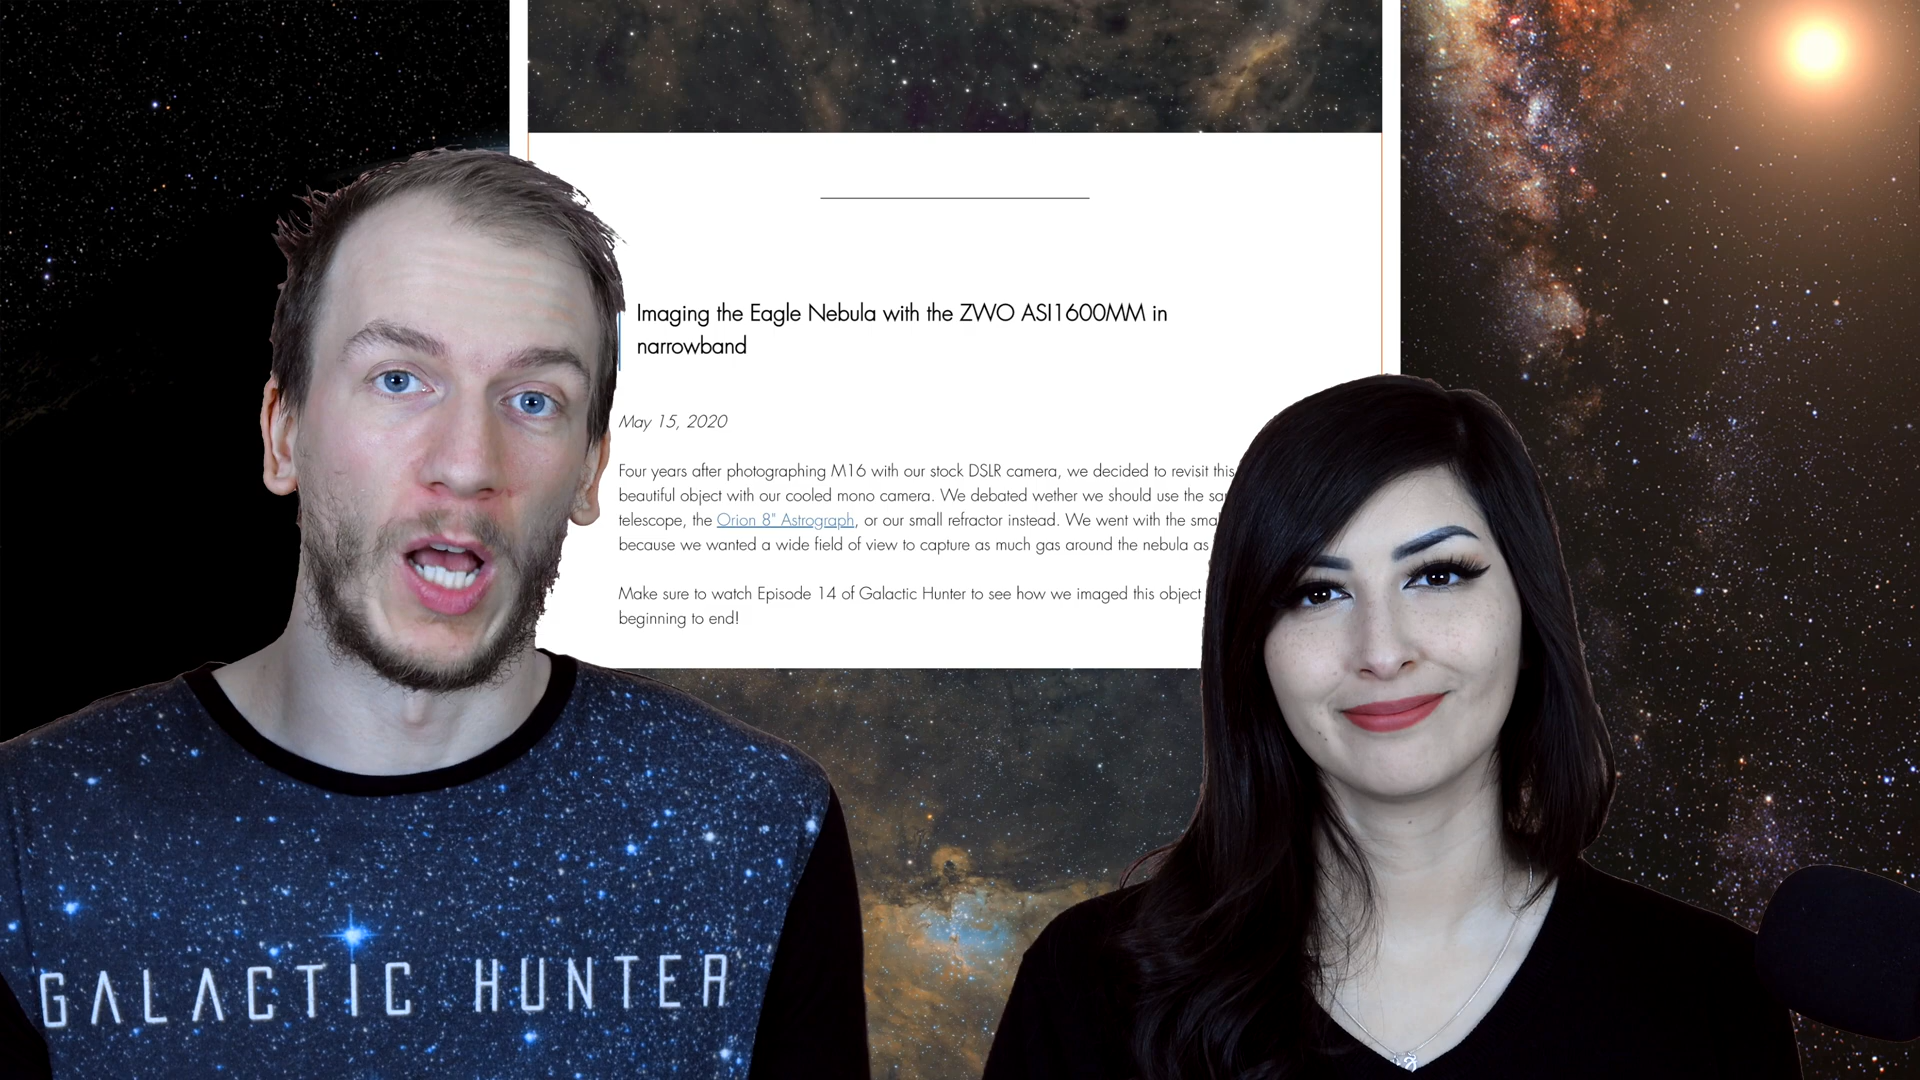 Imaging the Eagle Nebula with the ZWO ASI1600MM in
narrowband
May 15, 2020
Four years after photographing M16 with our stock DSLR camera, we decided to revisit this
beautiful object with our cooled mono camera. We debated wether we should use the
telescope, the Orion 8" Astrograph, or our small refractor instead. We went with the
because we wanted a wide field of view to capture as much gas around the nebula as
Make sure to watch Episode 14 of Galactic Hunter to see how we imaged this object
beginning to end!
GALACTIC HUNTER